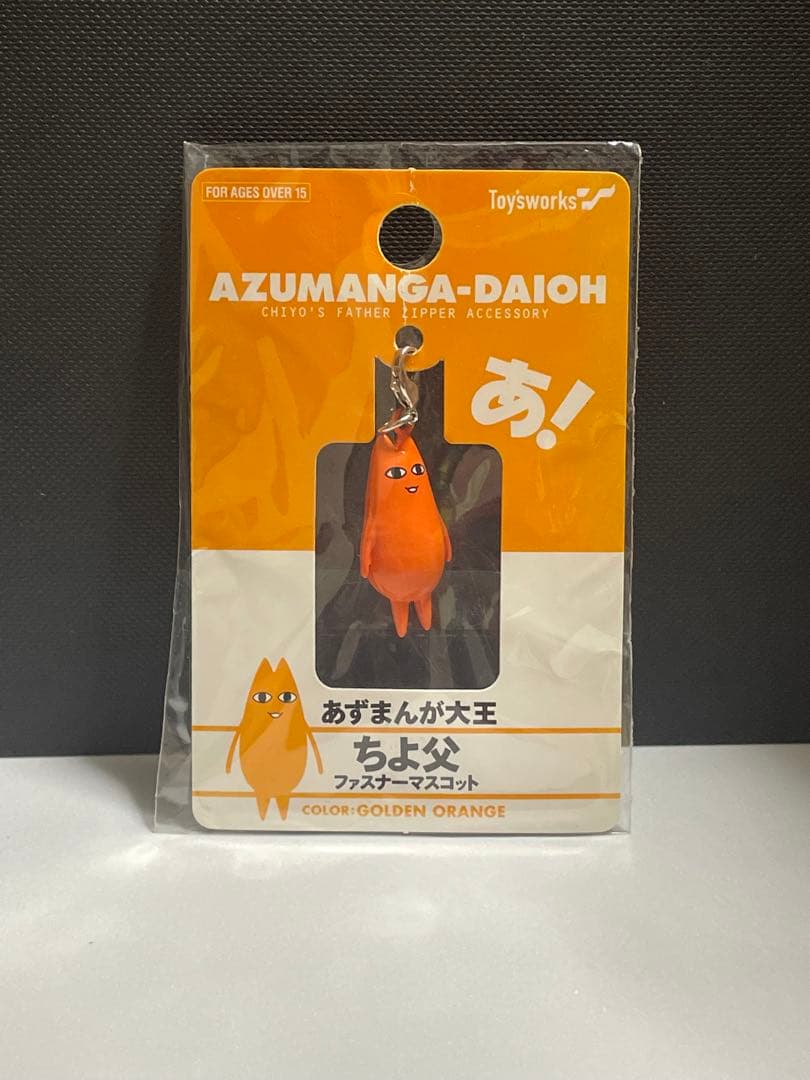 FOR AGES OVER 15
Toy'sworks
AZUMANGA-DAIOH
CHIYO'S FATHER ZIPPER ACCESSORY
あ!
あずまんが大王
ちよ父
ファスナーマスコット
COLOR:GOLDEN ORANGE